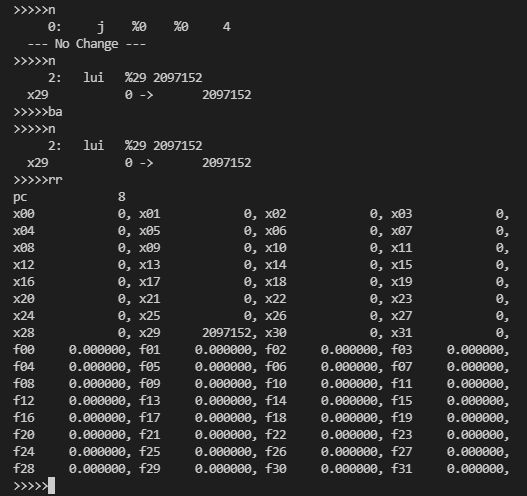 >>>>>n
0: j %0 %0 4
--- No Change ---
>>>>>n
2: lui %29 2097152
x29 0 -> 2097152
>>>>>ba
>>>>>n
2: lui %29 2097152
x29 0 -> 2097152
>>>>>rr
pc 8
x00 0, x01 0, x02 0, x03 0,
x04 0, x05 0, x06 0, x07 0,
x08 0, x09 0, x10 0, x11 0,
x12 0, x13 0, x14 0, x15 0,
x16 0, x17 0, x18 0, x19 0,
x20 0, x21 0, x22 0, x23 0,
x24 0, x25 0, x26 0, x27 0,
x28 0, x29 2097152, x30 0, x31 0,
f00 0.000000, f01 0.000000, f02 0.000000, f03 0.000000,
f04 0.000000, f05 0.000000, f06 0.000000, f07 0.000000,
f08 0.000000, f09 0.000000, f10 0.000000, f11 0.000000,
f12 0.000000, f13 0.000000, f14 0.000000, f15 0.000000,
f16 0.000000, f17 0.000000, f18 0.000000, f19 0.000000,
f20 0.000000, f21 0.000000, f22 0.000000, f23 0.000000,
f24 0.000000, f25 0.000000, f26 0.000000, f27 0.000000,
f28 0.000000, f29 0.000000, f30 0.000000, f31 0.000000,
>>>>>